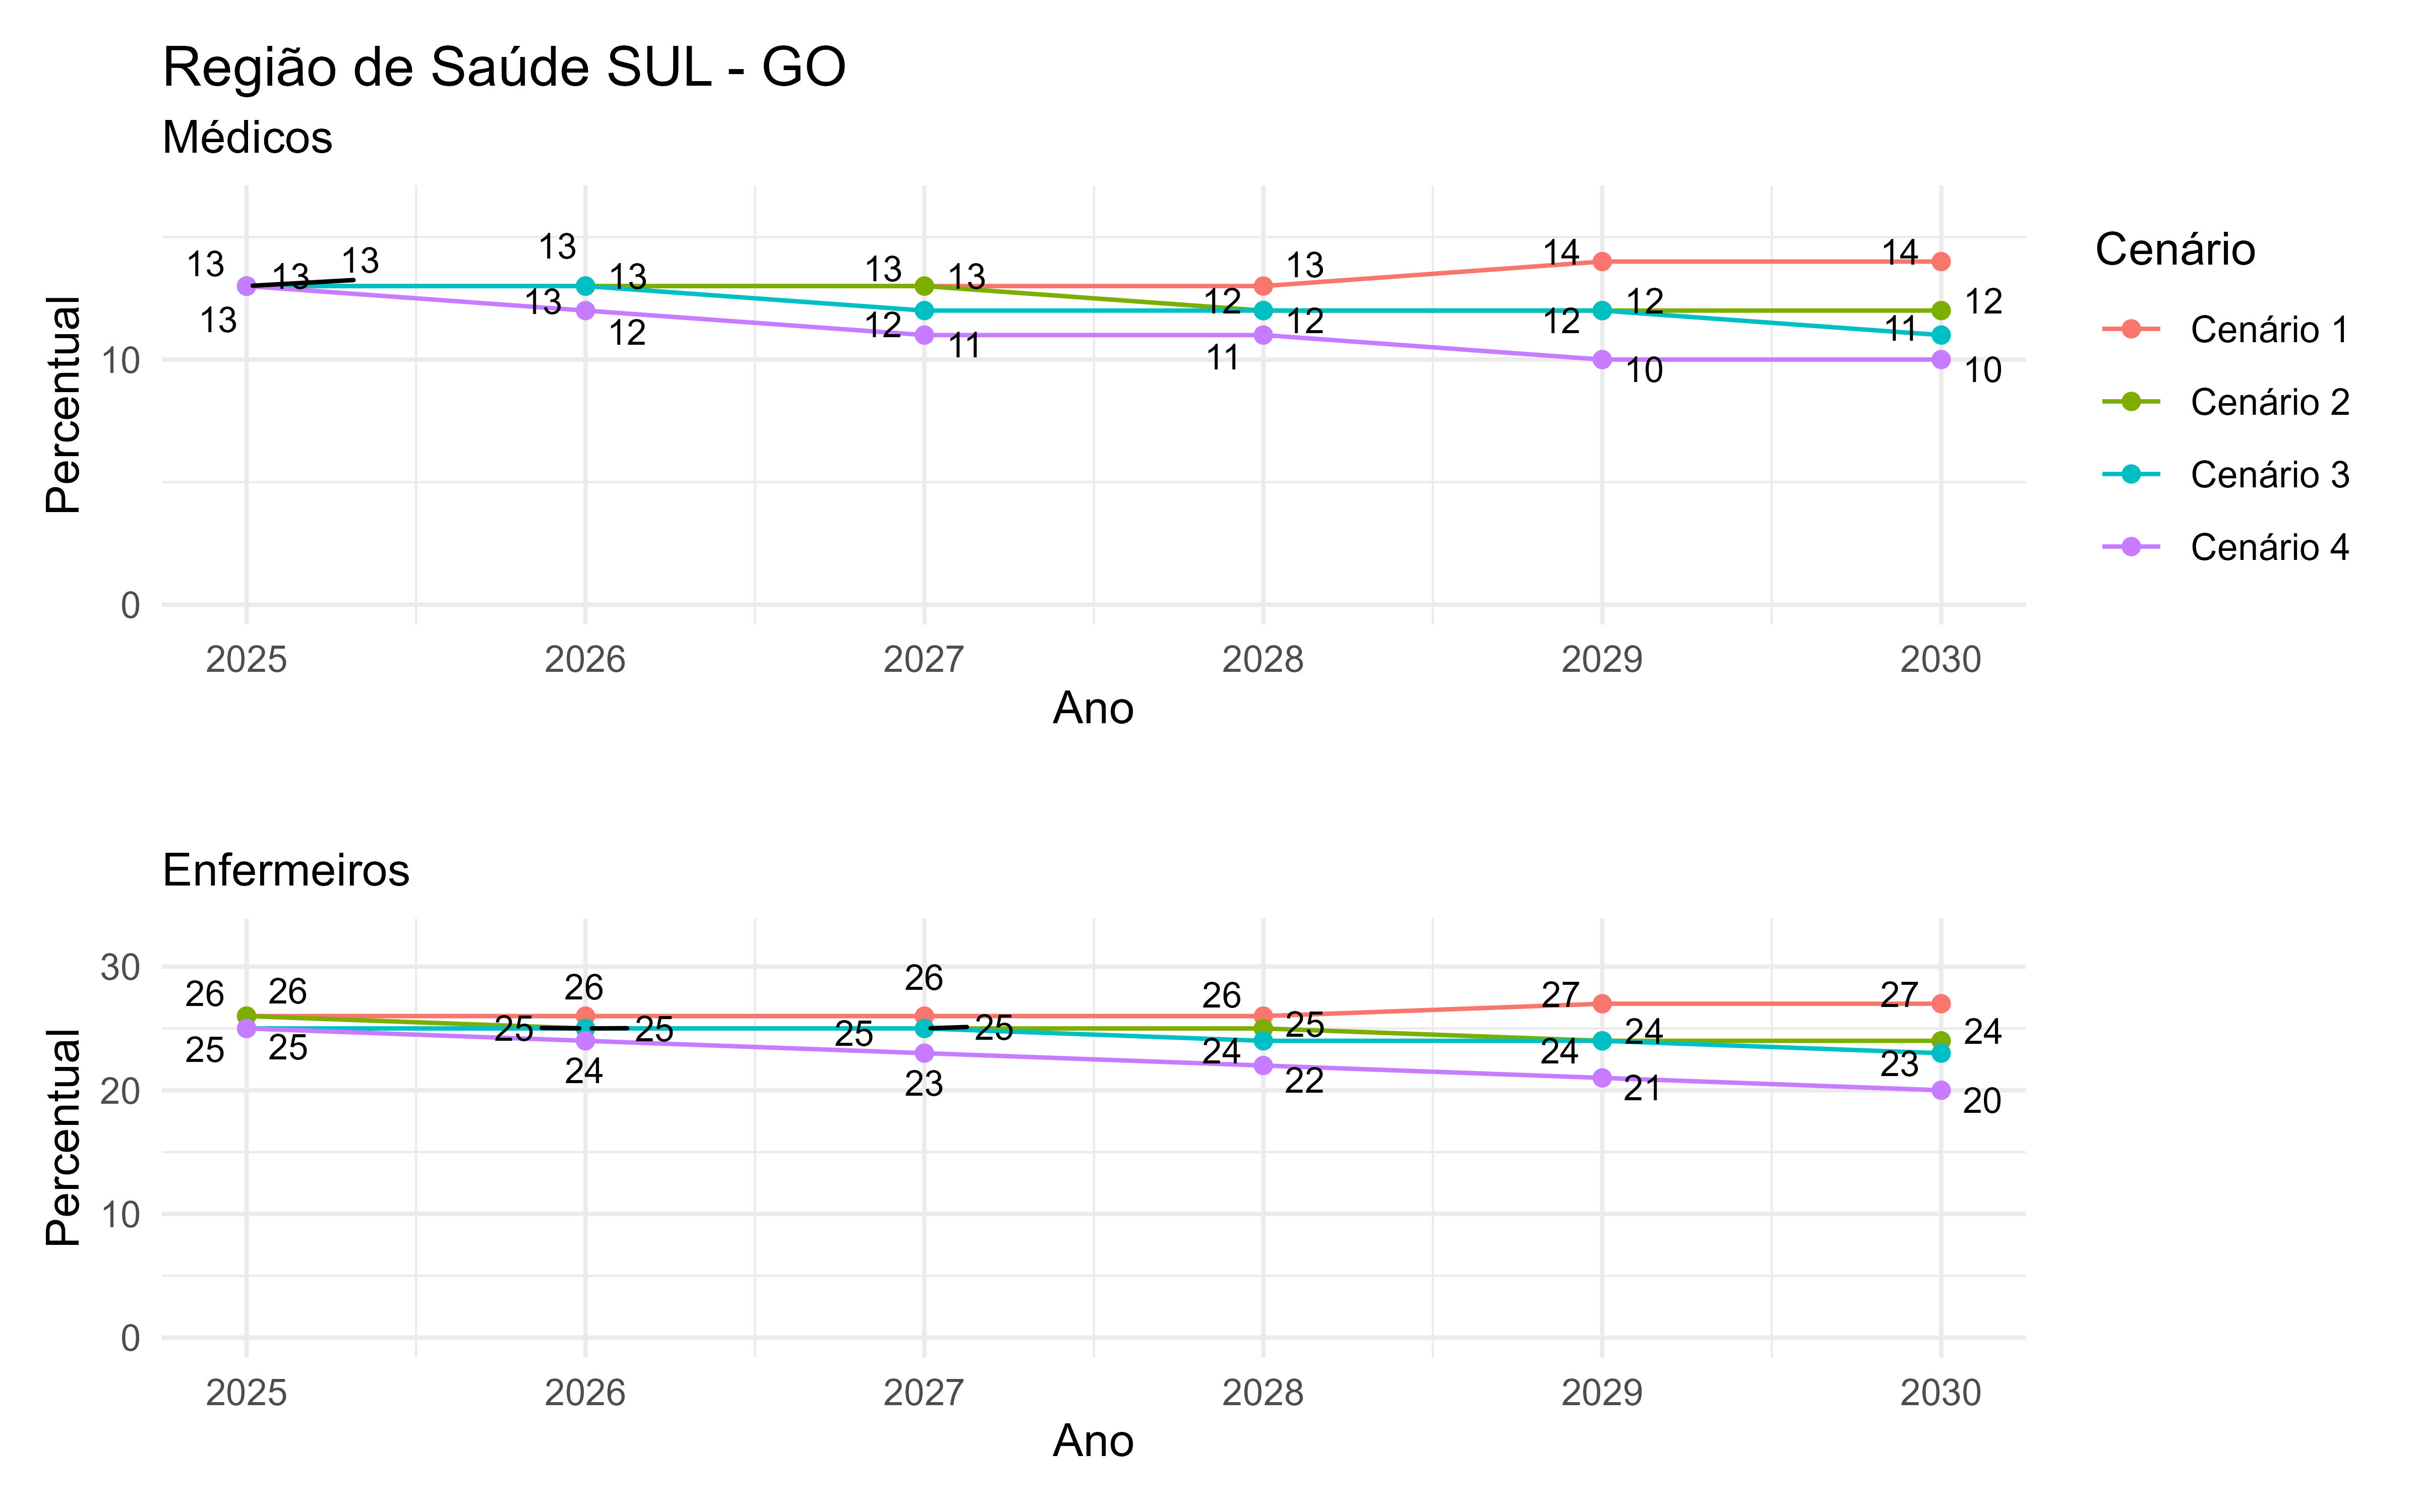 Região de Saúde SUL - GO
Médicos
Percentual
10
0
13 13 13 13
13 13 13 12
13 13 12 11
13 12 12 11
14 12 12 10
14 12 11 10
2025 2026 2027 2028 2029 2030
Ano
Cenário
Cenário 1
Cenário 2
Cenário 3
Cenário 4
Enfermeiros
Percentual
30
20
10
0
26 26 25 25
26 25 25 24
26 25 25 23
26 25 24 22
27 24 24 21
27 24 23 20
2025 2026 2027 2028 2029 2030
Ano